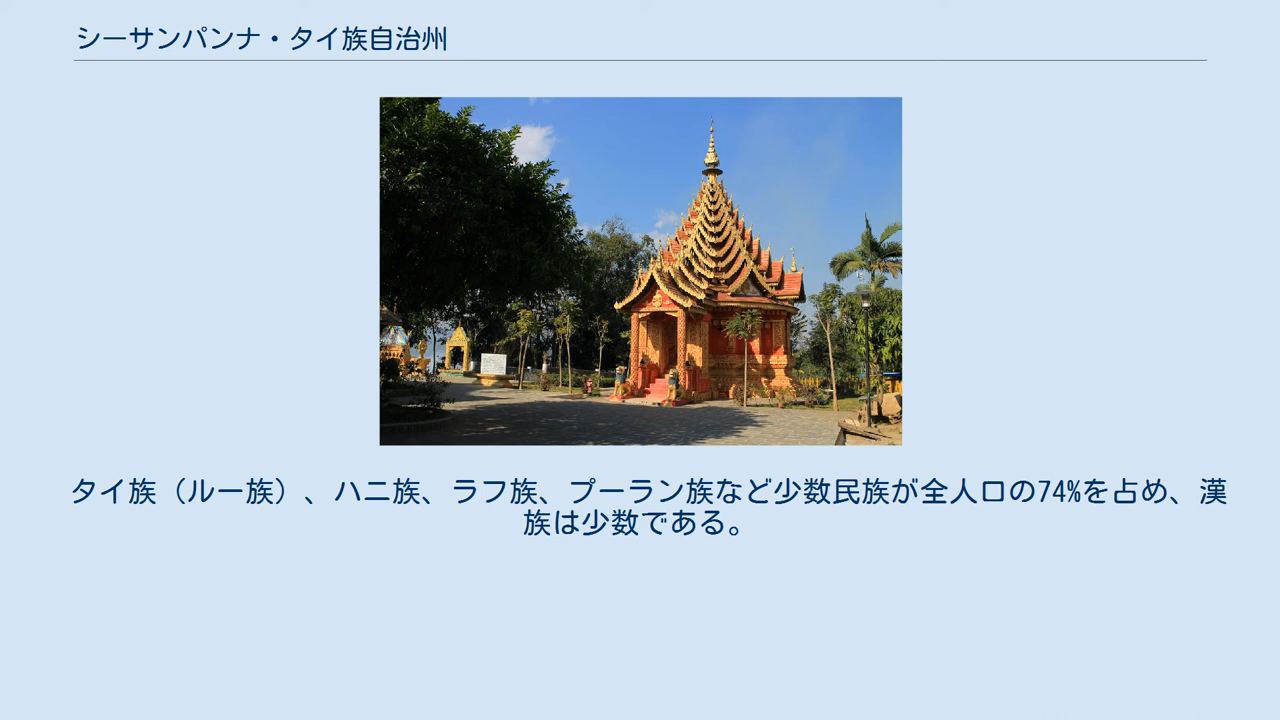 シーサンパンナ・タイ族自治州
タイ族（ルー族）、ハニ族、ラフ族、プーラン族など少数民族が全人口の74%を占め、漢
族は少数である。